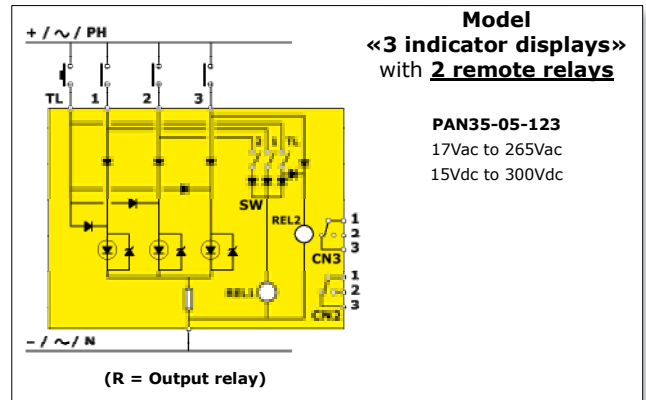 Model
«3 indicator displays»
with 2 remote relays
PAN35-05-123
17Vac to 265Vac
15Vdc to 300Vdc
+ / ~ / PH
TL 1 2 3
2 1 TL
SW
REL2
1
2
3
CN3
REL1
1
2
3
CN2
- / ~ / N
(R = Output relay)